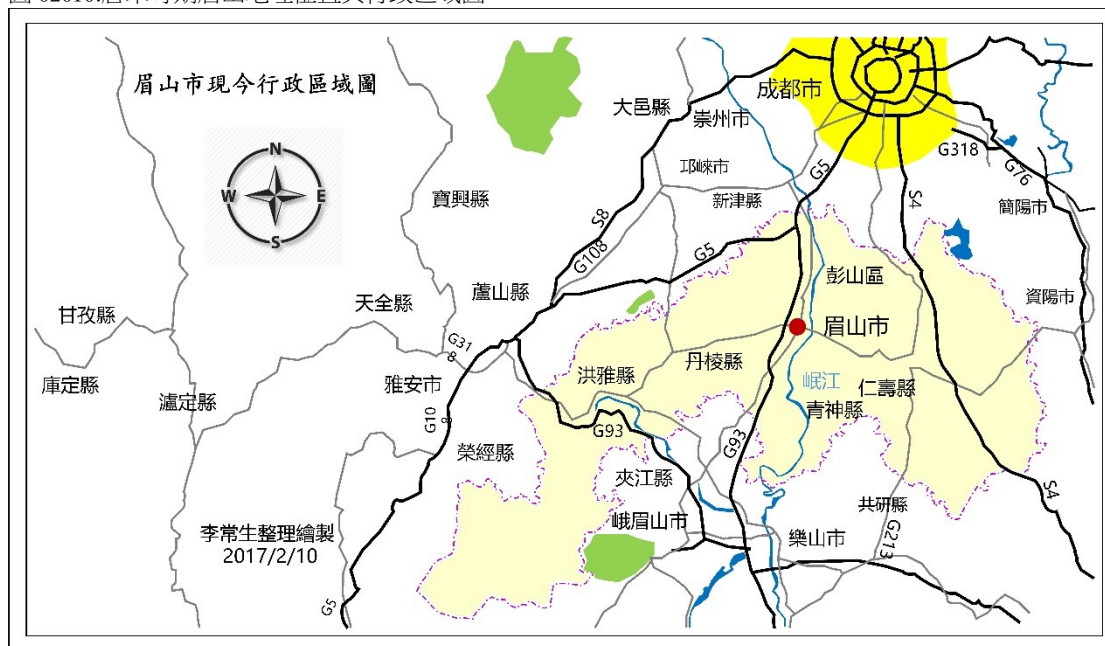 眉山市現今行政區域圖
N
W
E
S
成都市
大邑縣
崇州市
邛崍市
新津縣
G5
S4
G318
G76
簡陽市
寶興縣
S8
G108
G5
彭山區
蘆山縣
天全縣
甘孜縣
資陽市
眉山市
G318
丹棱縣
洪雅縣
雅安市
庫定縣
瀘定縣
岷江
仁壽縣
青神縣
G108
G93
G93
榮經縣
夾江縣
共研縣
S4
峨眉山市
樂山市
G213
李常生整理繪製
2017/2/10
G5